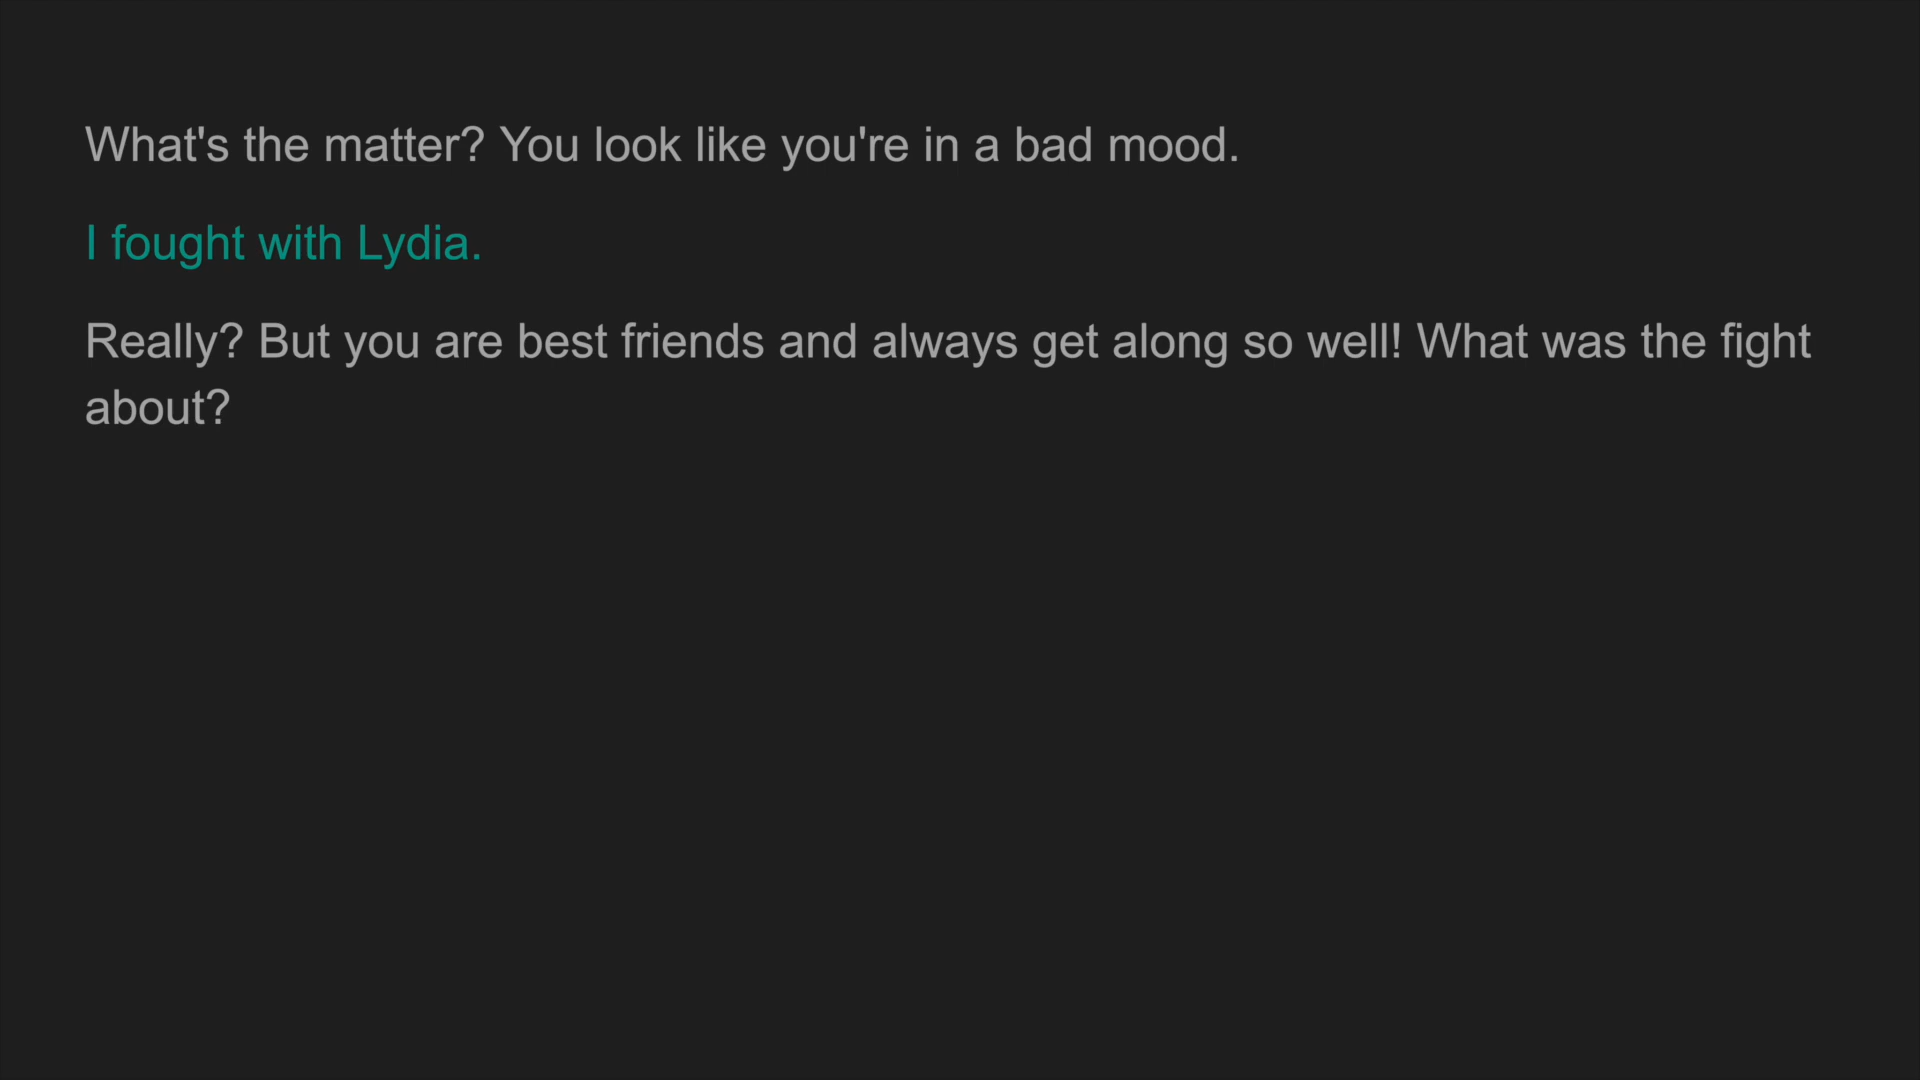 What's the matter? You look like you're in a bad mood.
I fought with Lydia.
Really? But you are best friends and always get along so well! What was the fight
about?